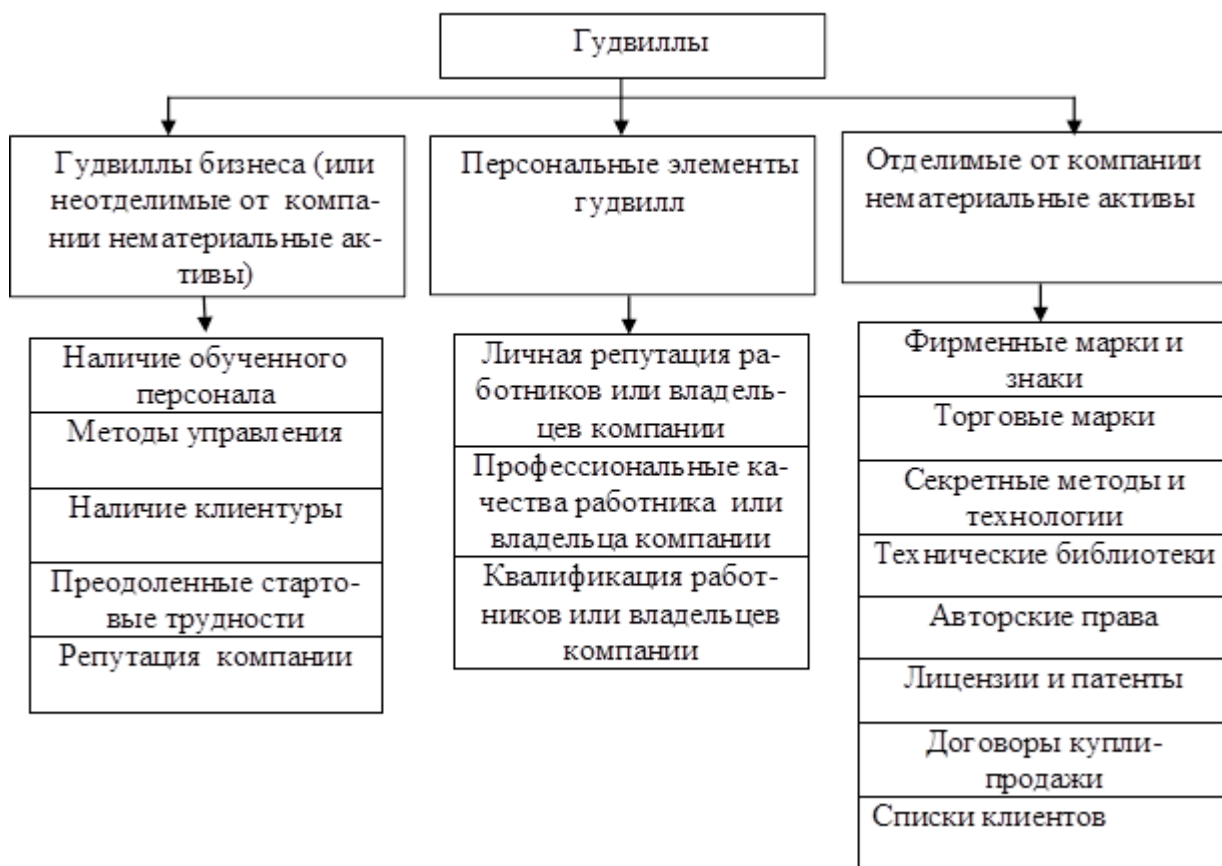 Гудвиллы
Гудвиллы бизнеса (или
неотделимые от компа-
нии нематериальные ак-
тивы)
Персональные элементы
гудвилл
Отделимые от компании
нематериальные активы
Наличие обученного
персонала
Методы управления
Наличие клиентуры
Преодоленные старто-
вые трудности
Репутация компании
Личная репутация ра-
ботников или владель-
цев компании
Профессиональные ка-
чества работника или
владельца компании
Квалификация работ-
ников или владельцев
компании
Фирменные марки и
знаки
Торговые марки
Секретные методы и
технологии
Технические библиотеки
Авторские права
Лицензии и патенты
Договоры купли-
продажи
Списки клиентов